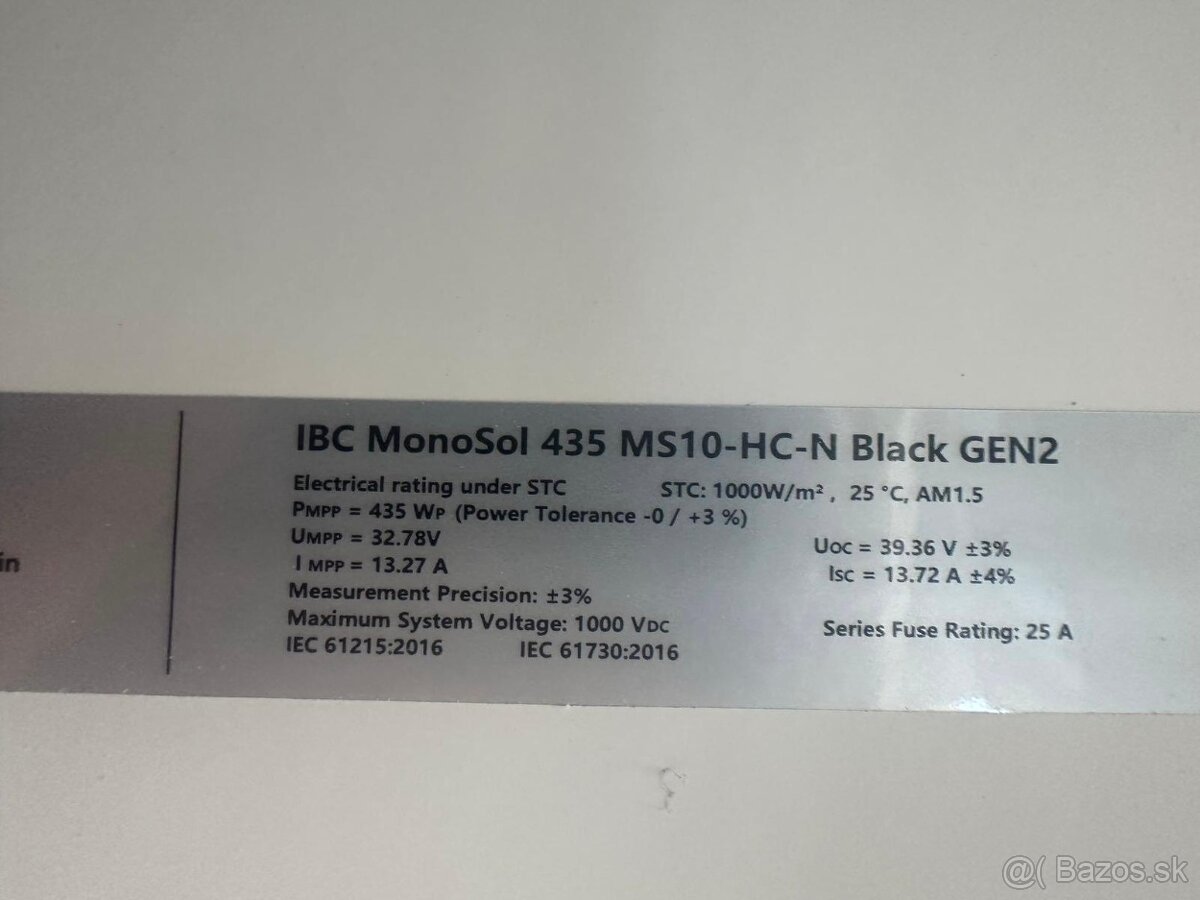 IBC MonoSol 435 MS10-HC-N Black GEN2
Electrical rating under STC STC: 1000W/m², 25 °C, AM1.5
PMPP = 435 WP (Power Tolerance -0 / +3 %)
UMPP = 32.78V
UOC = 39.36 V ±3%
I MPP = 13.27 A
ISC = 13.72 A ±4%
Measurement Precision: ±3%
Maximum System Voltage: 1000 VDC
Series Fuse Rating: 25 A
IEC 61215:2016 IEC 61730:2016
@( Bazos.sk